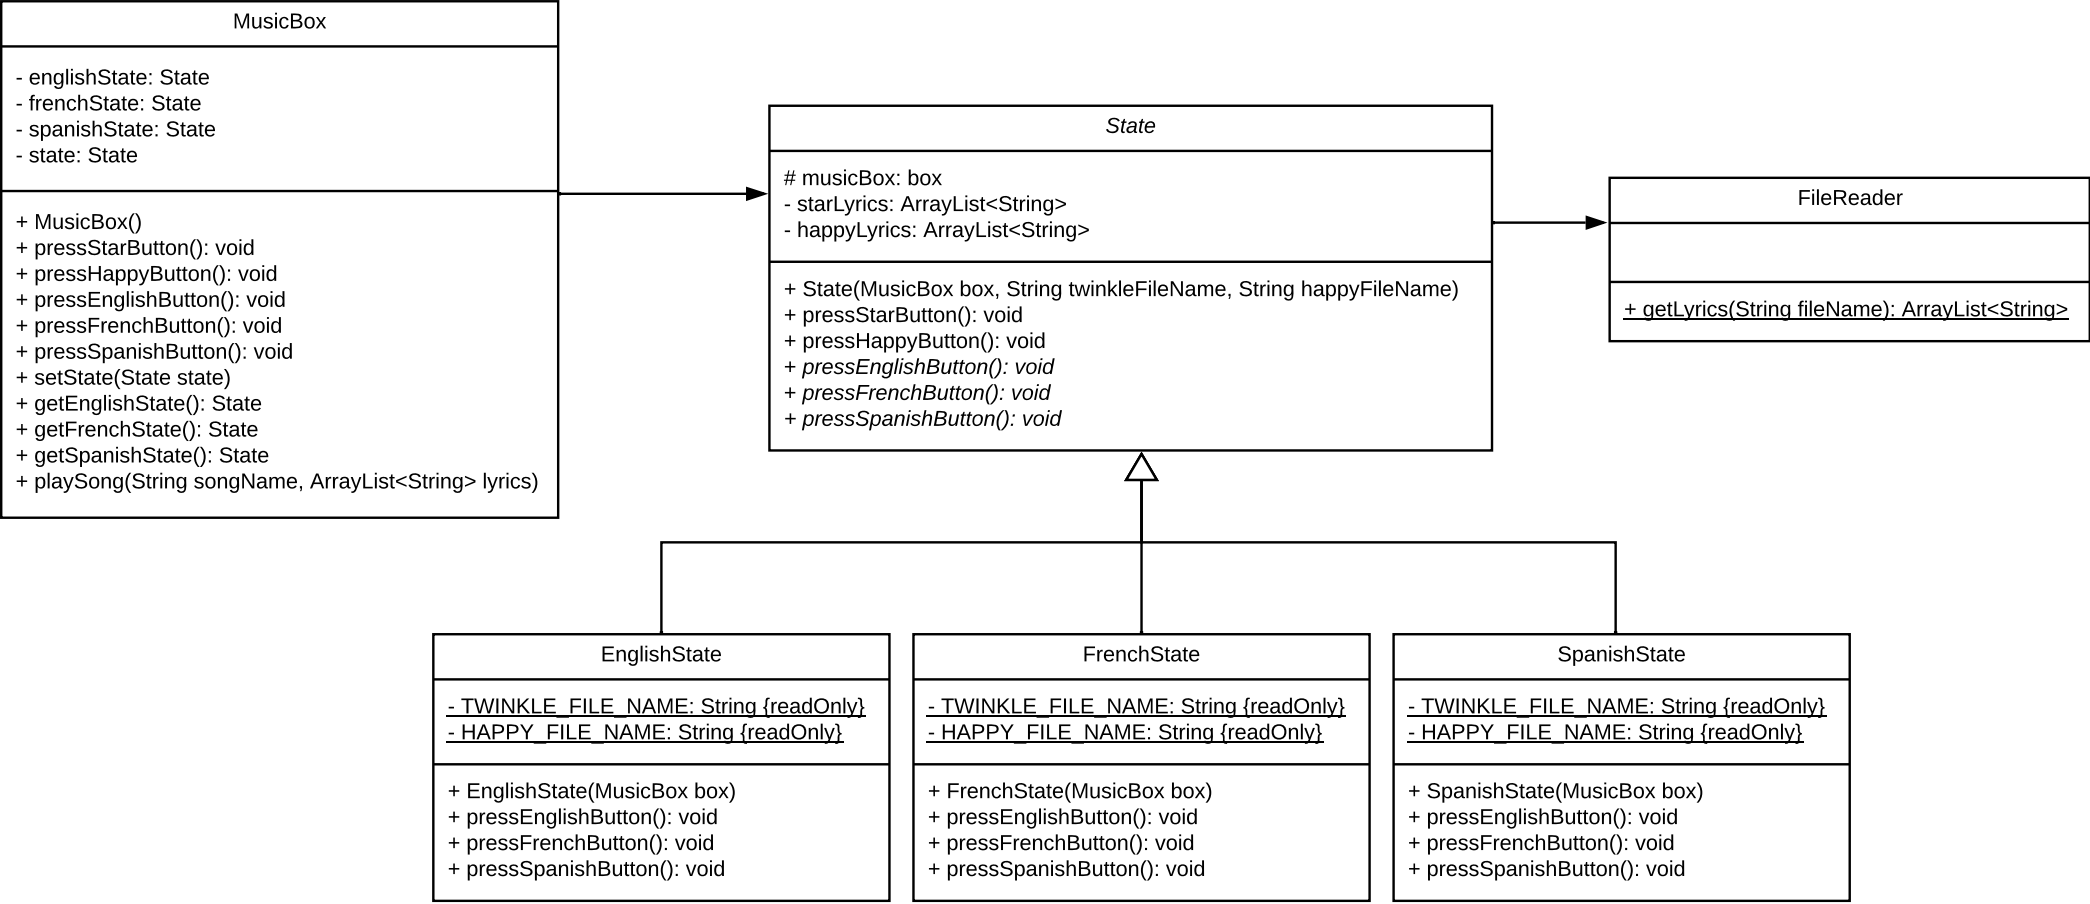 MusicBox
- englishState: State
- frenchState: State
- spanishState: State
- state: State
+ MusicBox()
+ pressStarButton(): void
+ pressHappyButton(): void
+ pressEnglishButton(): void
+ pressFrenchButton(): void
+ pressSpanishButton(): void
+ setState(State state)
+ getEnglishState(): State
+ getFrenchState(): State
+ getSpanishState(): State
+ playSong(String songName, ArrayList<String> lyrics)
State
# musicBox: box
- starLyrics: ArrayList<String>
- happyLyrics: ArrayList<String>
+ State(MusicBox box, String twinkleFileName, String happyFileName)
+ pressStarButton(): void
+ pressHappyButton(): void
+ pressEnglishButton(): void
+ pressFrenchButton(): void
+ pressSpanishButton(): void
FileReader
+ getLyrics(String fileName): ArrayList<String>
EnglishState
- TWINKLE_FILE_NAME: String {readOnly}
- HAPPY_FILE_NAME: String {readOnly}
+ EnglishState(MusicBox box)
+ pressEnglishButton(): void
+ pressFrenchButton(): void
+ pressSpanishButton(): void
FrenchState
- TWINKLE_FILE_NAME: String {readOnly}
- HAPPY_FILE_NAME: String {readOnly}
+ FrenchState(MusicBox box)
+ pressEnglishButton(): void
+ pressFrenchButton(): void
+ pressSpanishButton(): void
SpanishState
- TWINKLE_FILE_NAME: String {readOnly}
- HAPPY_FILE_NAME: String {readOnly}
+ SpanishState(MusicBox box)
+ pressEnglishButton(): void
+ pressFrenchButton(): void
+ pressSpanishButton(): void